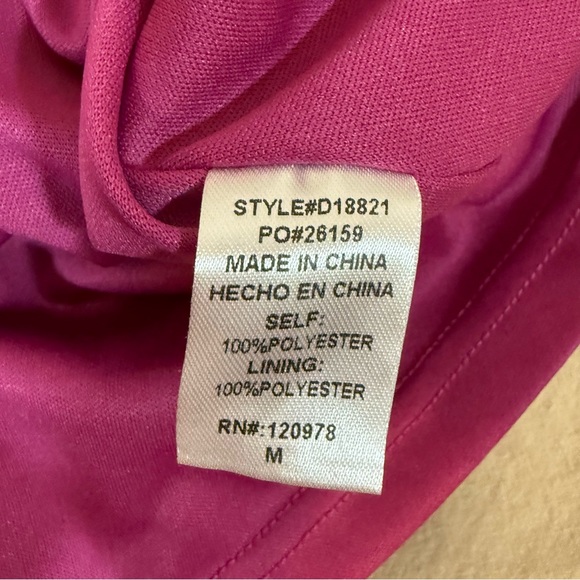 STYLE#D18821
PO#26159
MADE IN CHINA
HECHO EN CHINA
SELF:
100%POLYESTER
LINING:
100%POLYESTER
RN#:120978
M